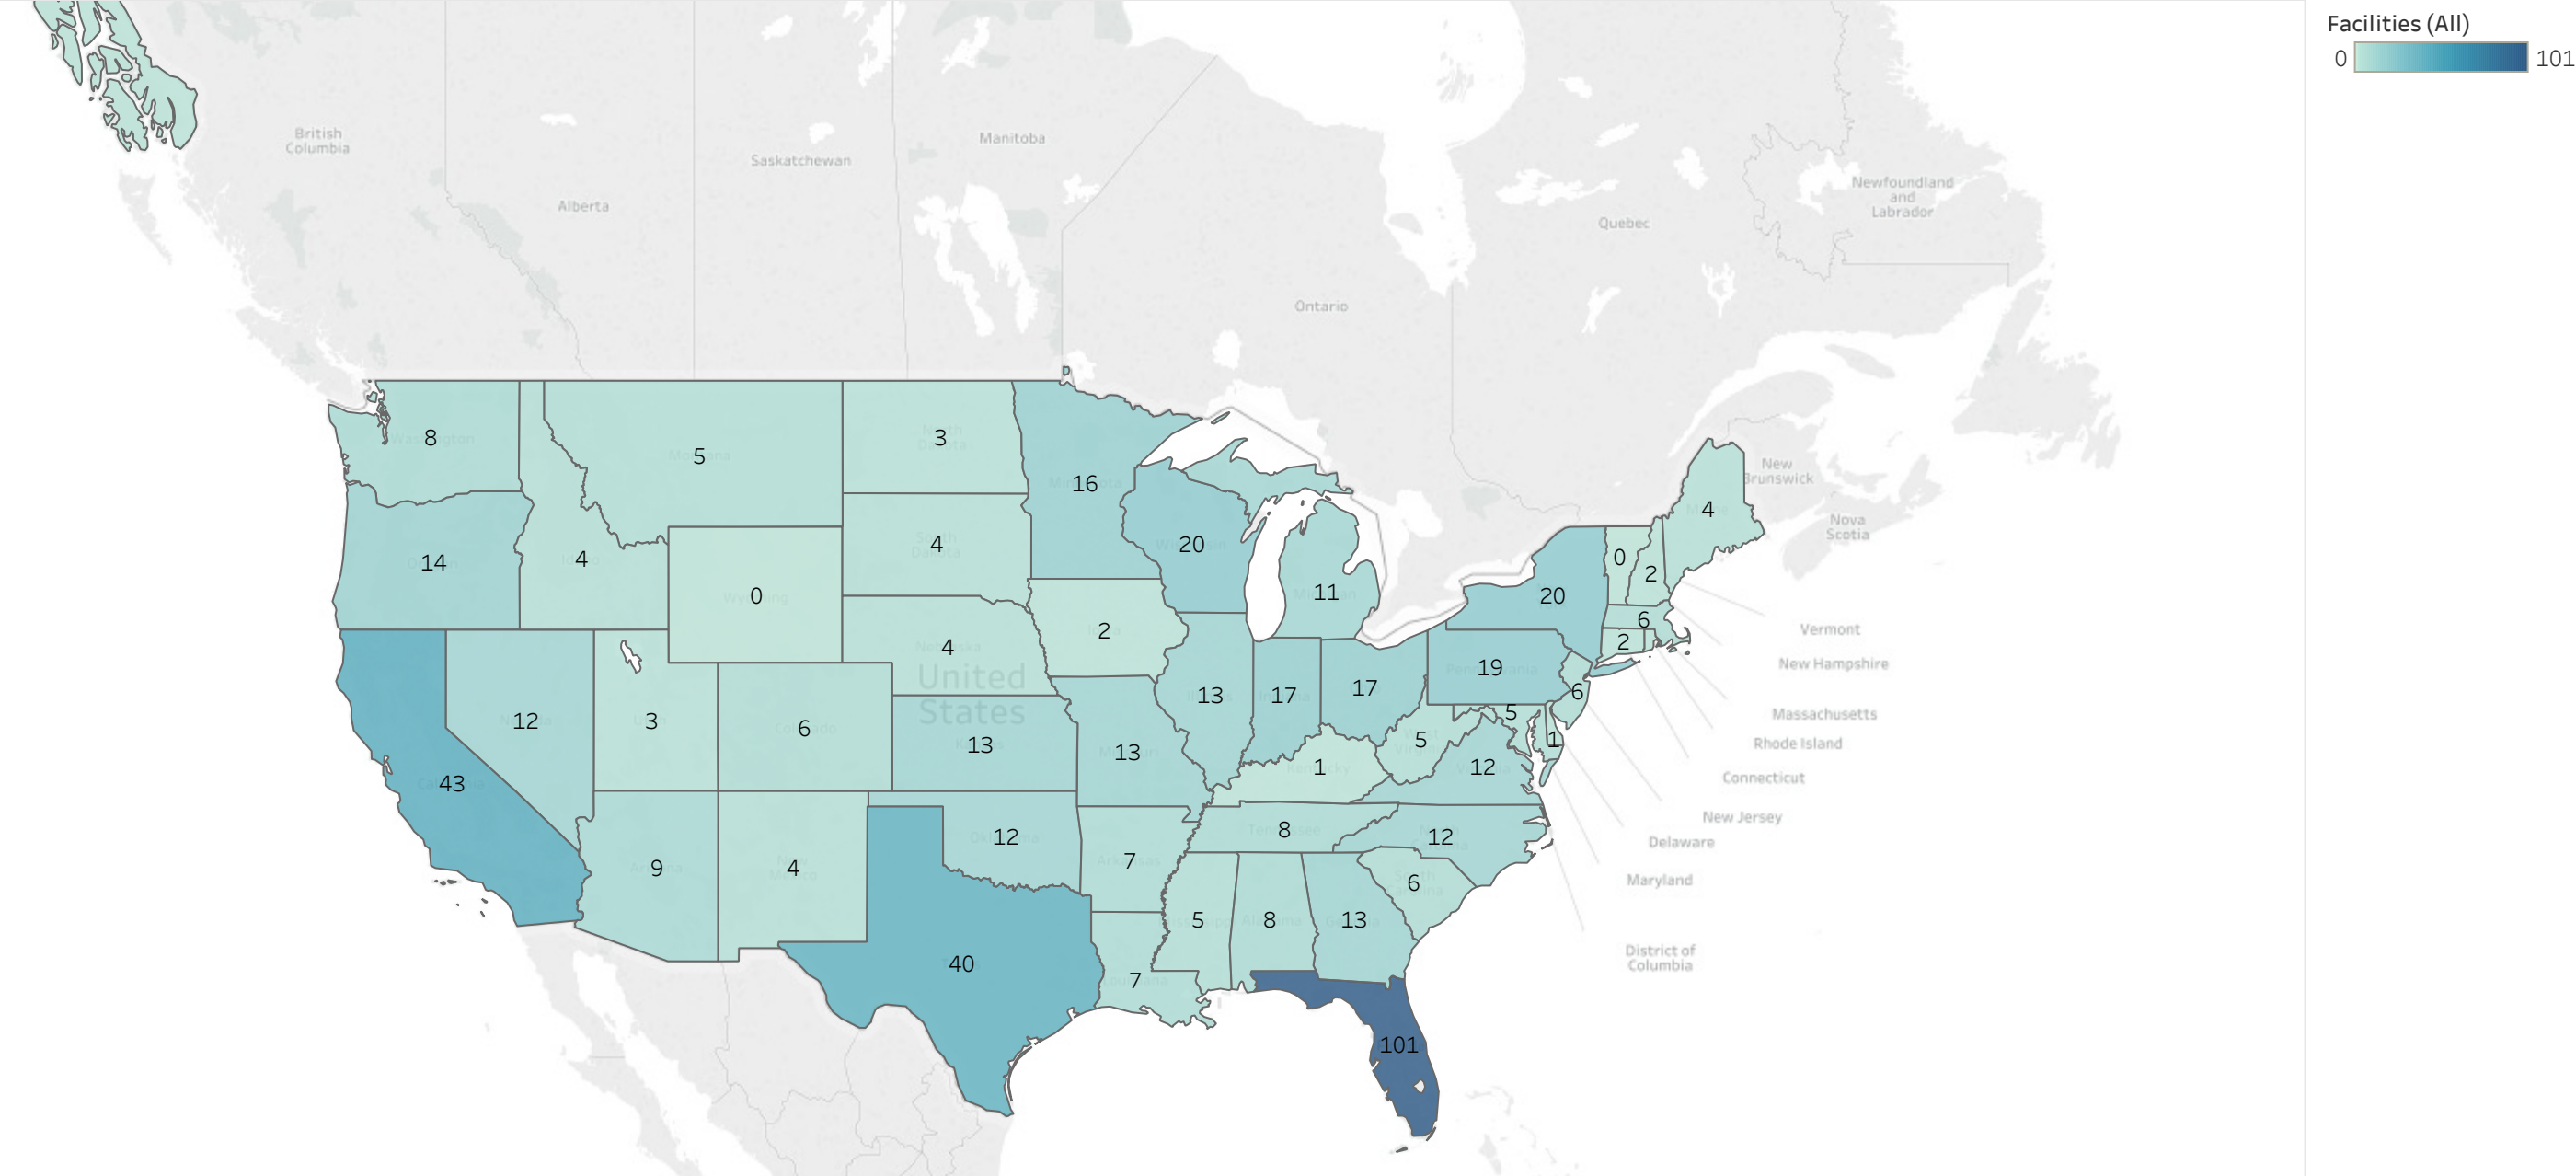 Facilities (All)
0
101
British
Columbia
Alberta
Saskatchewan
Manitoba
Ontario
Quebec
Newfoundland
and
Labrador
New
Brunswick
Nova
Scotia
United
States
8
5
3
16
4
14
4
4
20
11
0
2
4
0
20
6
2
2
4
12
3
6
13
13
13
17
17
19
6
5
1
5
12
43
1
9
4
12
7
8
12
6
5
8
13
40
7
101
Vermont
New Hampshire
Massachusetts
Rhode Island
Connecticut
New Jersey
Delaware
Maryland
District of
Columbia